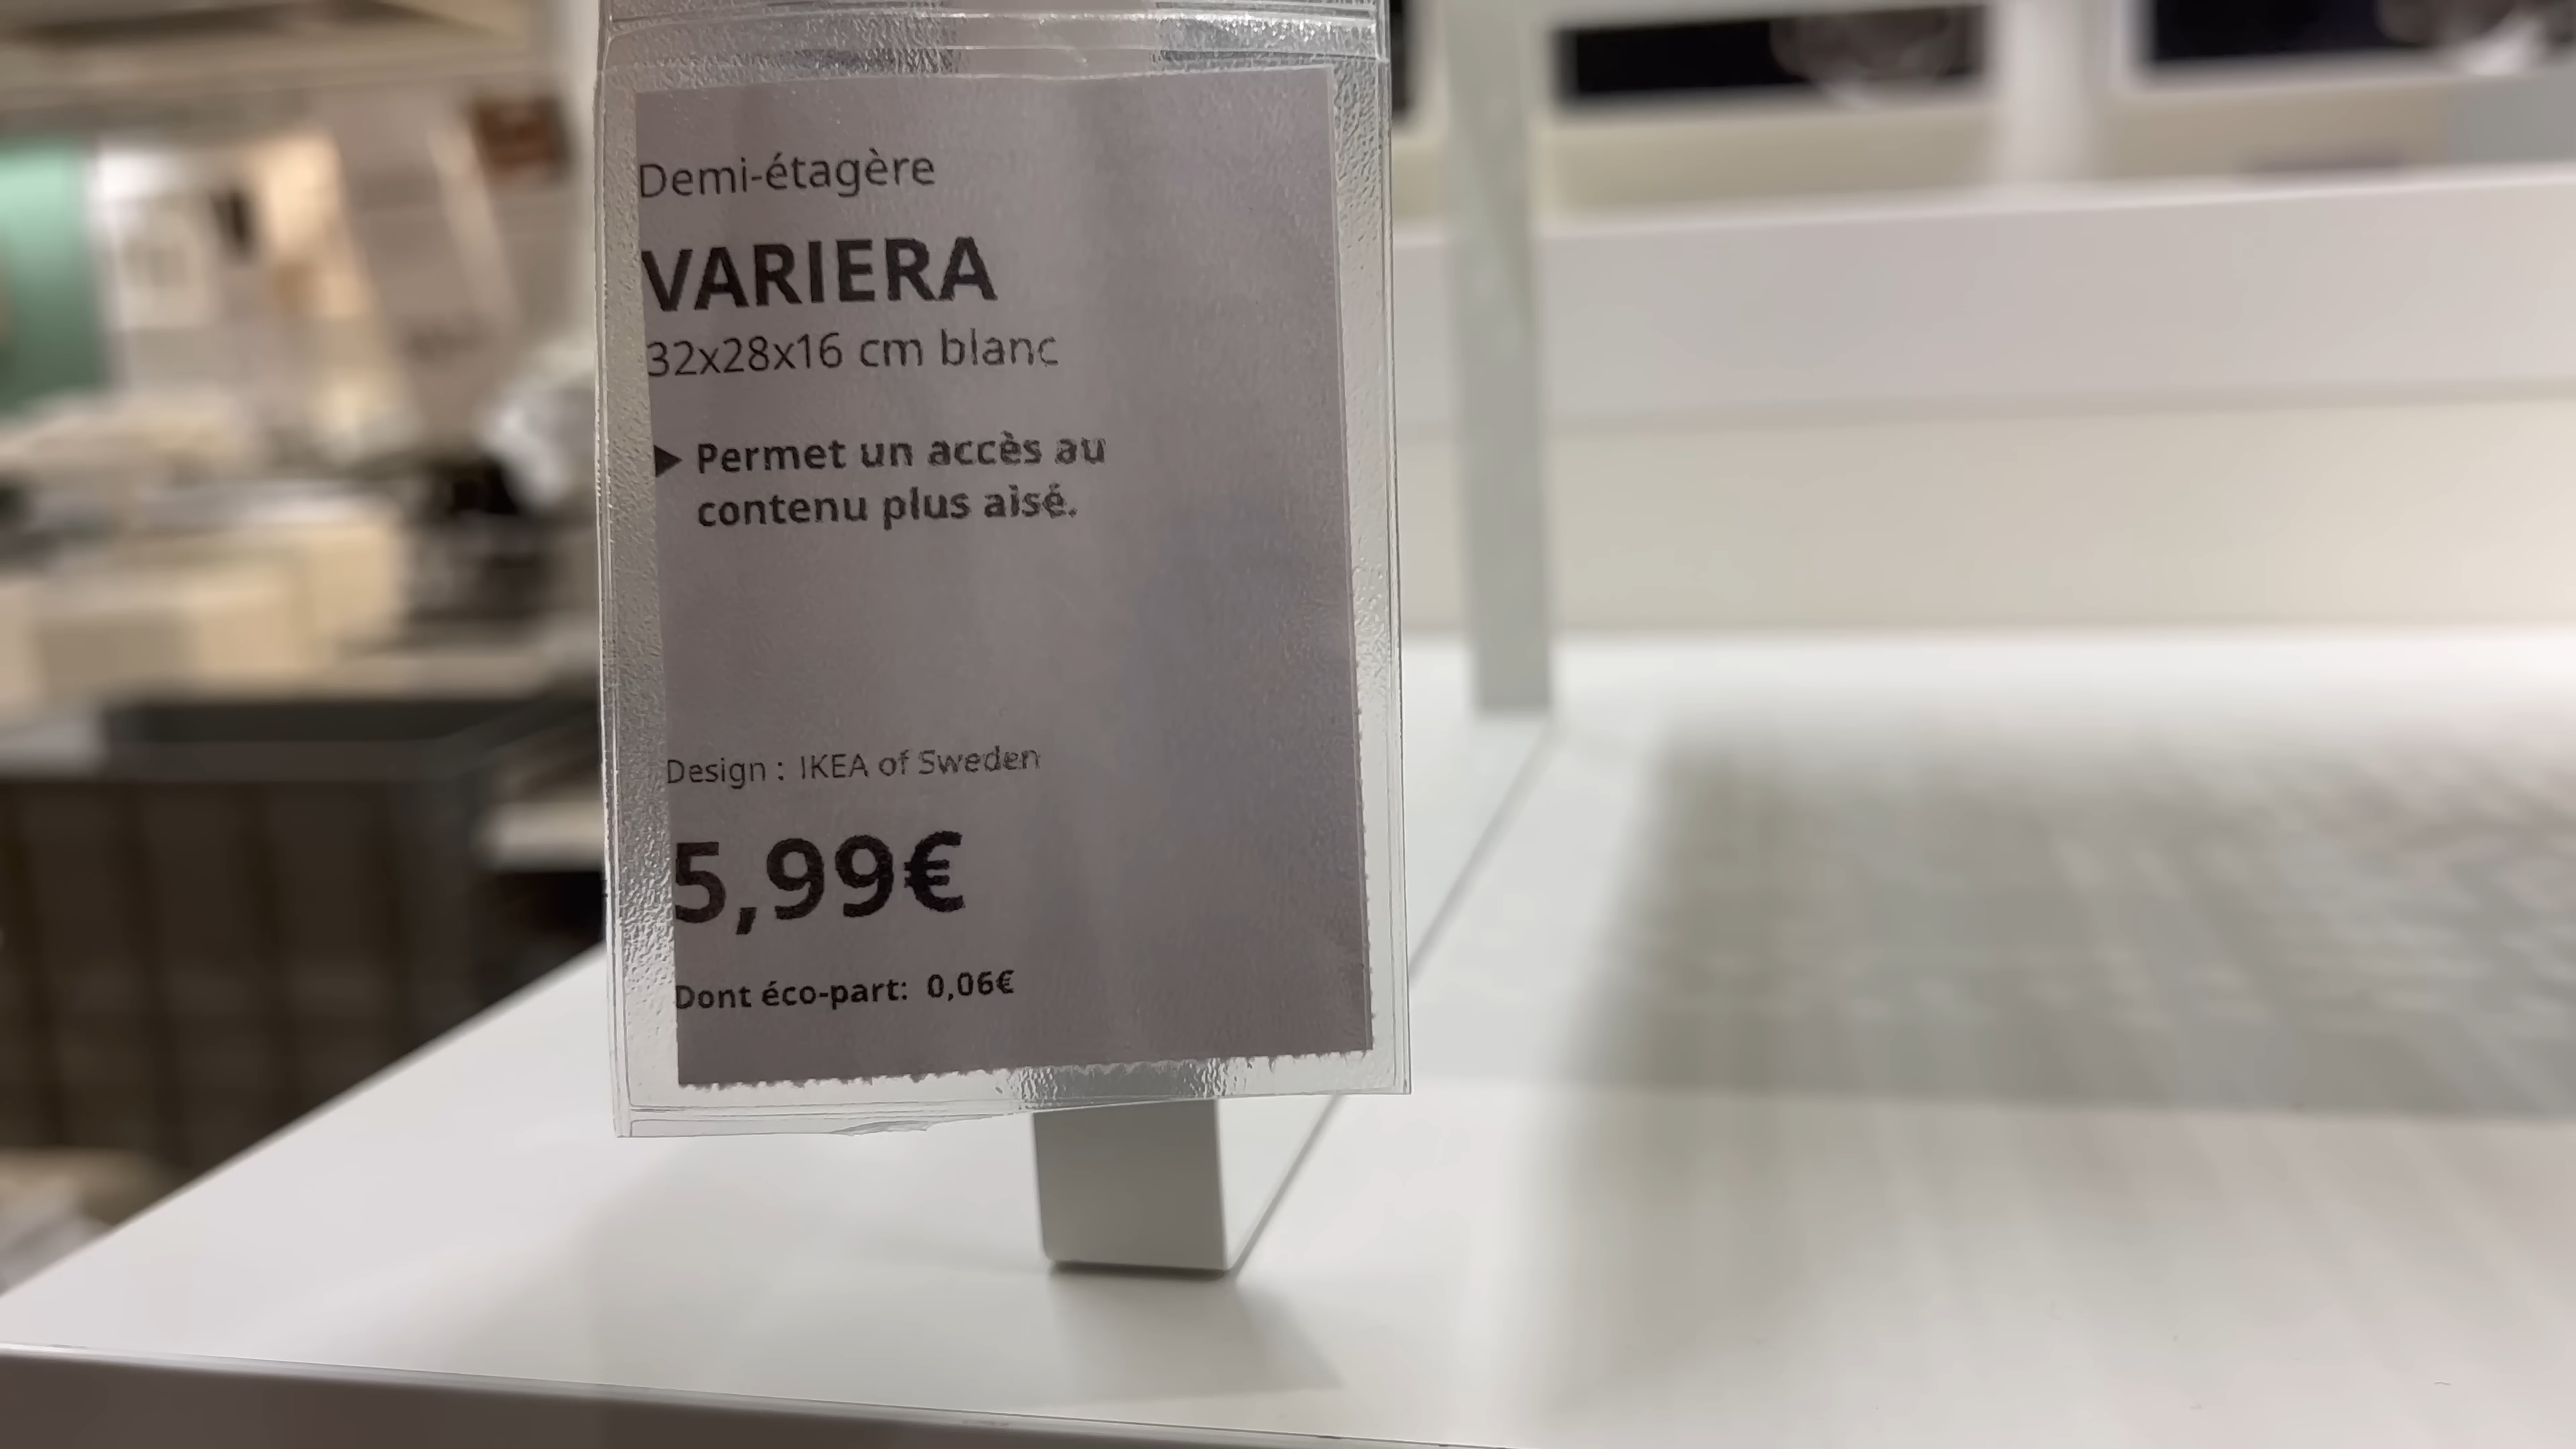 Demi-étagère
VARIERA
32x28x16 cm blanc
▶ Permet un accès au
contenu plus aisé.
Design : IKEA of Sweden
5,99€
Dont éco-part: 0,06€